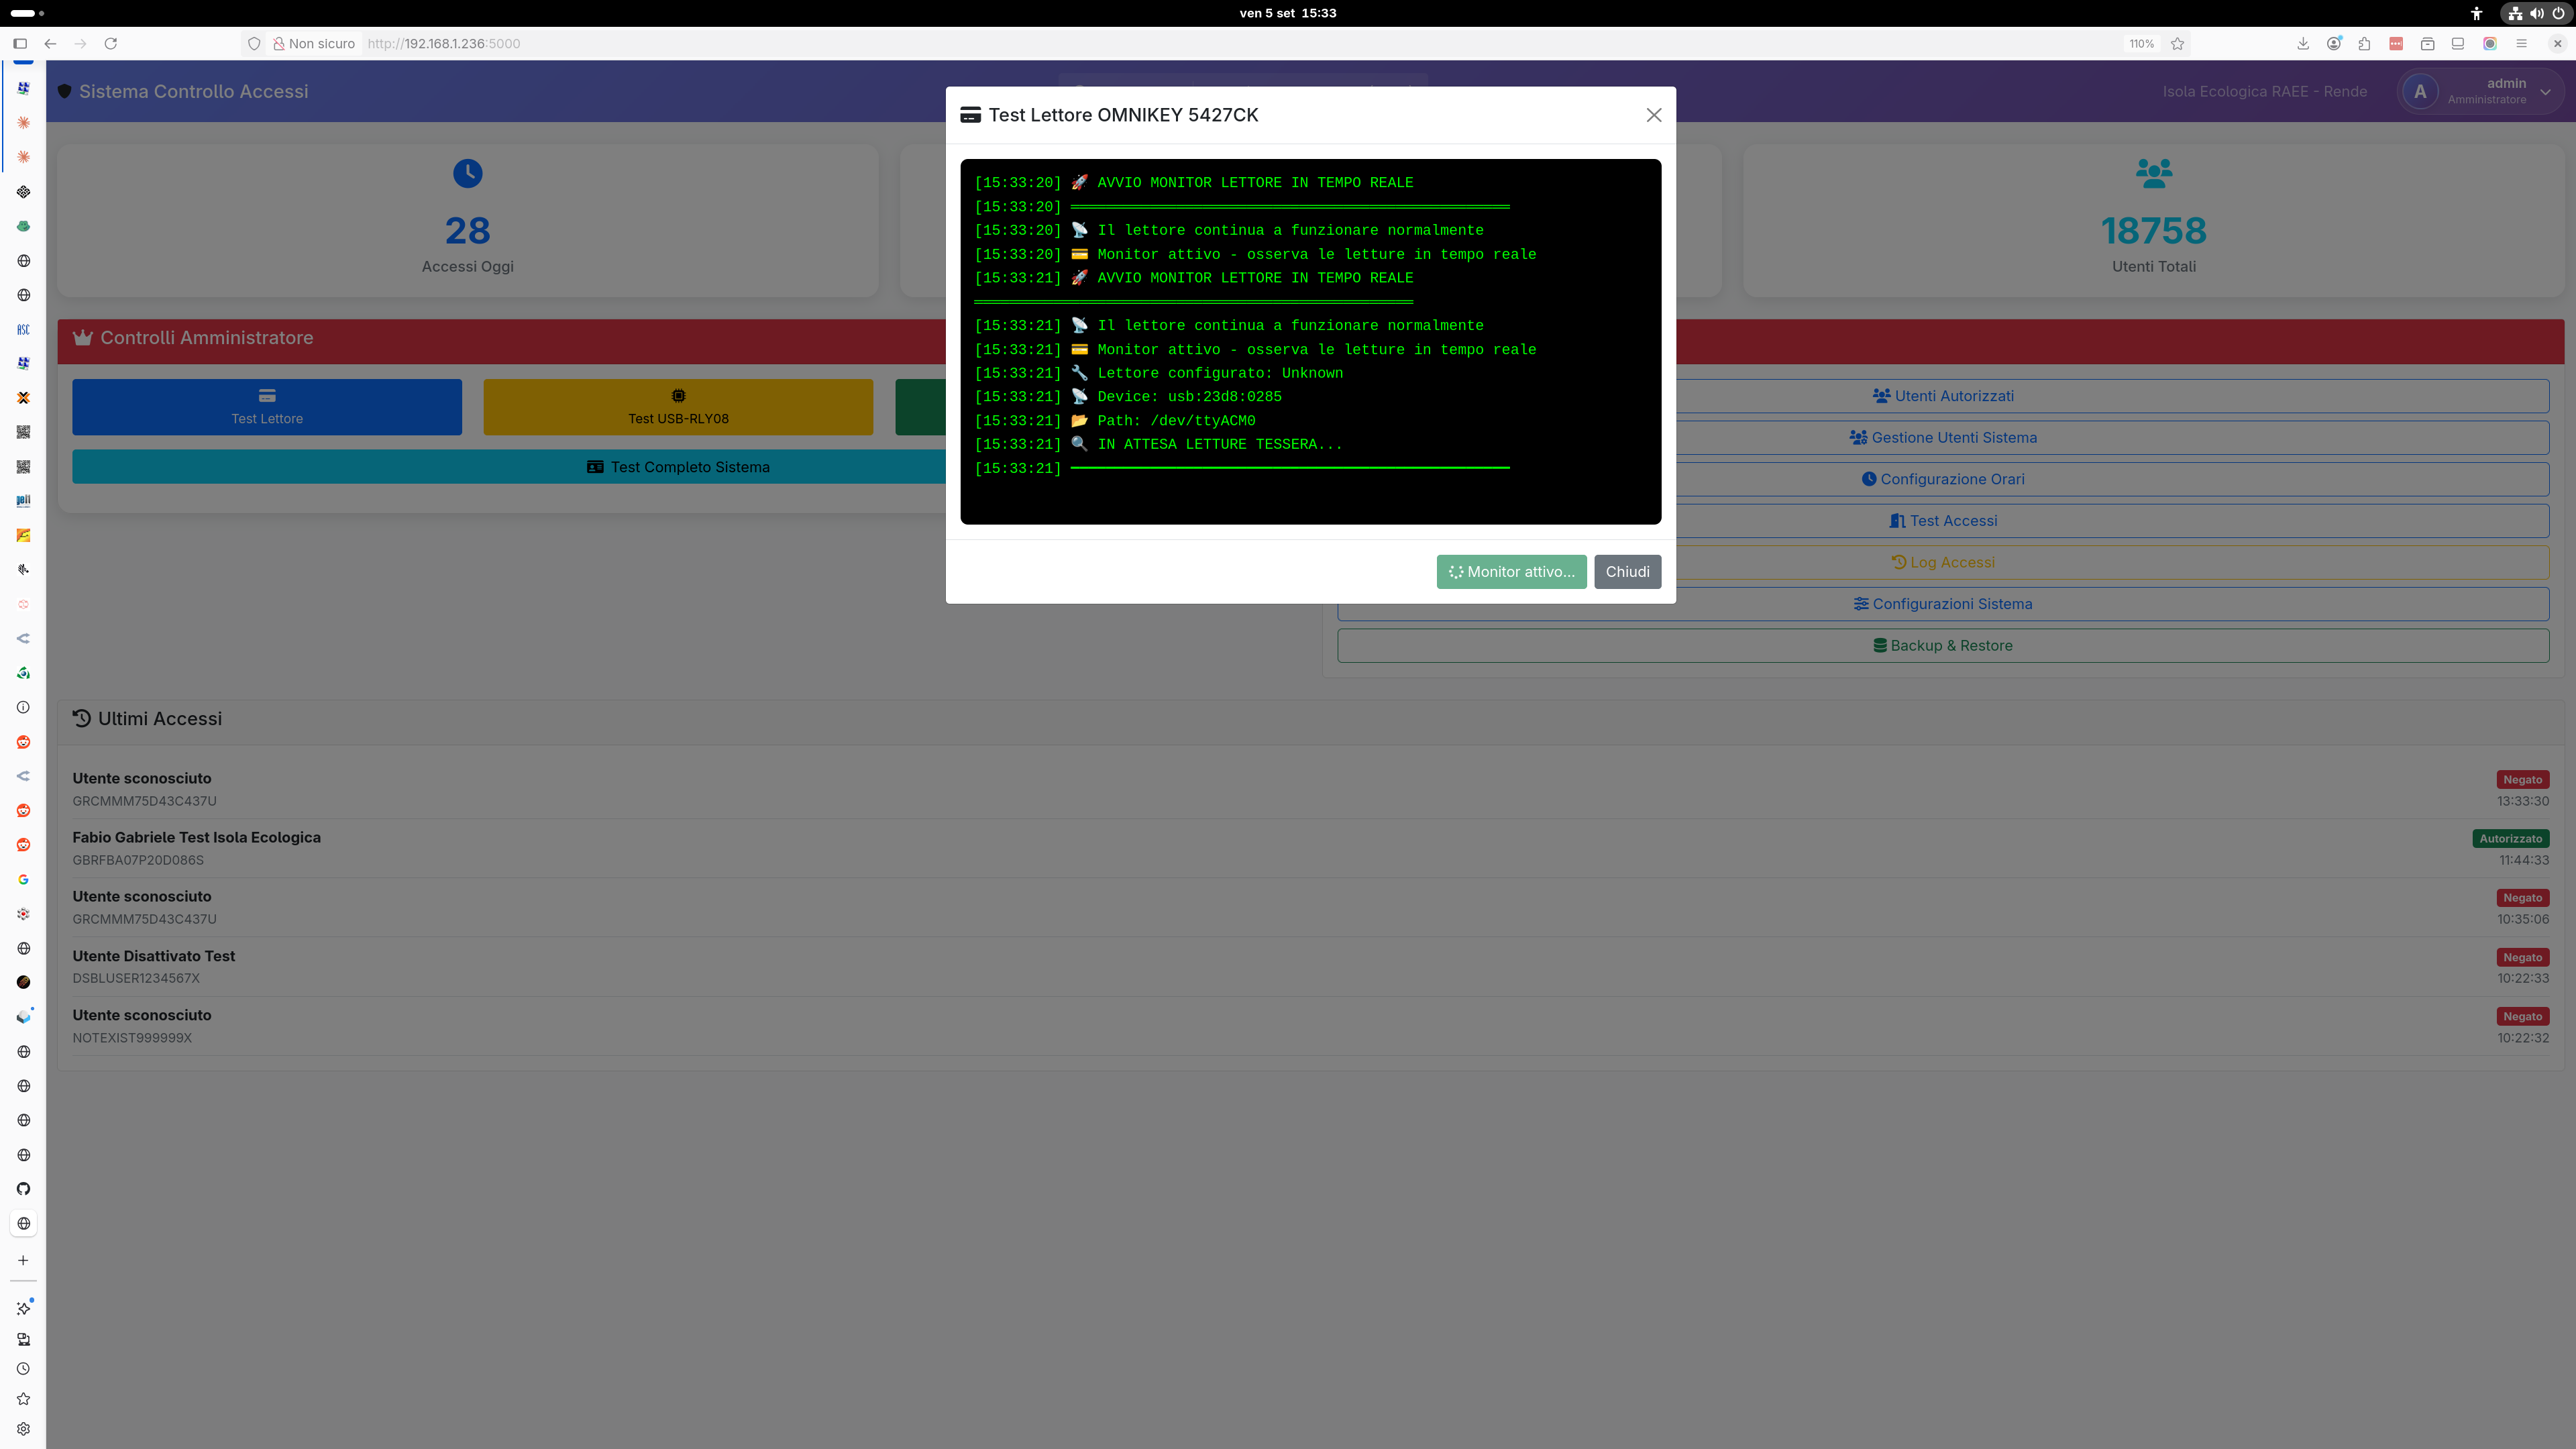 ven 5 set 15:33
Non sicuro
http://192.168.1.236:5000
110%
Sistema Controllo Accessi
Isola Ecologica RAEE - Rende
A
admin
Amministratore
28
Accessi Oggi
18758
Utenti Totali
Test Lettore OMNIKEY 5427CK
[15:33:20] 🚀 AVVIO MONITOR LETTORE IN TEMPO REALE
[15:33:20] ══════════════════════════════════════════════════
[15:33:20] 📡 Il lettore continua a funzionare normalmente
[15:33:20] 💳 Monitor attivo - osserva le letture in tempo reale
[15:33:21] 🚀 AVVIO MONITOR LETTORE IN TEMPO REALE
══════════════════════════════════════════════════
[15:33:21] 📡 Il lettore continua a funzionare normalmente
[15:33:21] 💳 Monitor attivo - osserva le letture in tempo reale
[15:33:21] 🔧 Lettore configurato: Unknown
[15:33:21] 📡 Device: usb:23d8:0285
[15:33:21] 📂 Path: /dev/ttyACM0
[15:33:21] 🔍 IN ATTESA LETTURE TESSERA...
[15:33:21] ━━━━━━━━━━━━━━━━━━━━━━━━━━━━━━━━━━━━━━━━━━━━━━━━━━
Monitor attivo...
Chiudi
Controlli Amministratore
Test Lettore
Test USB-RLY08
Test Completo Sistema
Utenti Autorizzati
Gestione Utenti Sistema
Configurazione Orari
Test Accessi
Log Accessi
Configurazioni Sistema
Backup & Restore
Ultimi Accessi
Utente sconosciuto
Negato
GRCMMM75D43C437U
13:33:30
Fabio Gabriele Test Isola Ecologica
Autorizzato
GBRFBA07P20D086S
11:44:33
Utente sconosciuto
Negato
GRCMMM75D43C437U
10:35:06
Utente Disattivato Test
Negato
DSBLUSER1234567X
10:22:33
Utente sconosciuto
Negato
NOTEXIST999999X
10:22:32
ASC